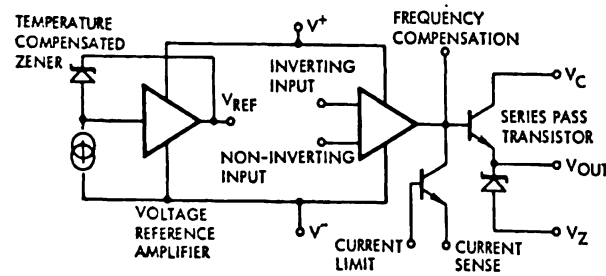 TEMPERATURE
COMPENSATED
ZENER
V+
FREQUENCY
COMPENSATION
INVERTING
INPUT
VREF
NON-INVERTING
INPUT
VC
SERIES PASS
TRANSISTOR
VOUT
VOLTAGE
REFERENCE
AMPLIFIER
V-
CURRENT
LIMIT
CURRENT
SENSE
VZ